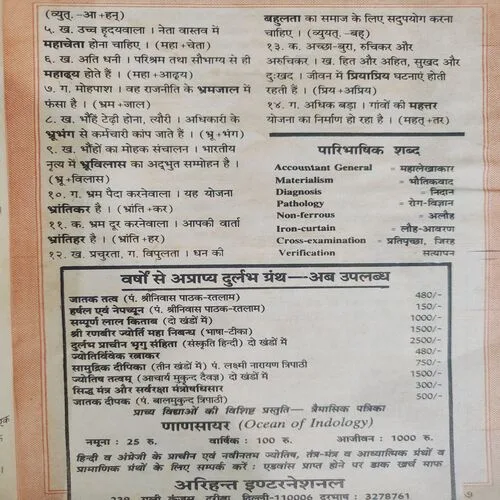 (व्युत्. -आ+हन्)
५. ख. उच्च हृदयवाला । नेता वास्तव में
महाचेता होना चाहिए । (महा+चेता)
६. ख. अति धनी । परिश्रम तथा सौभाग्य से ही
महाढ्य होते हैं । (महा+आढ्य)
७. ग. मोहपाश । वह राजनीति के भ्रमजाल में
फंसा है । (भ्रम+जाल)
८. ख. भौंहें टेढ़ी होना, त्यौरी । अधिकारी के
भ्रूभंग से कर्मचारी कांप जाते हैं । (भ्रू+भंग)
९. ख. भौंहों का मोहक संचालन । भारतीय
नृत्य में भ्रूविलास का अद्भुत सम्मोहन है ।
(भ्रू+विलास)
१०. ग. भ्रम पैदा करनेवाला । यह योजना
भ्रांतिकर है । (भ्रांति+कर)
११. क. भ्रम दूर करनेवाला । आपकी वार्ता
भ्रांतिहर है । (भ्रांति+हर)
१२. ख. प्रचुरता, ग. विपुलता । धन की
बहुलता का समाज के लिए सदुपयोग करना
चाहिए । (व्युत्. -बहू)
१३. क. अच्छा-बुरा, रुचिकर और
अरुचिकर । ख. हित और अहित, सुखद और
दुःखद । जीवन में प्रियाप्रिय घटनाएं होती
रहती हैं । (प्रिय+अप्रिय)
१४. ग. अधिक बड़ा । गांवों की महत्तर
योजना का निर्माण हो रहा है । (महत्+तर)
पारिभाषिक शब्द
Accountant General = महालेखाकार
Materialism = भौतिकवाद
Diagnosis = निदान
Pathology = रोग-विज्ञान
Non-ferrous = अलौह
Iron-curtain = लौह-आवरण
Cross-examination = प्रतिपृच्छा, जिरह
Verification सत्यापन
वर्षों से अप्राप्य दुर्लभ ग्रंथ—अब उपलब्ध
जातक तत्व (पं. श्रीनिवास पाठक-रतलाम) 480/-
हर्षल एवं नेपच्यून (पं. श्रीनिवास पाठक-रतलाम) 150/-
सम्पूर्ण लाल किताब (दो खंडों में) 1000/-
श्री रणबीर ज्योर्ति महा निबन्ध (भाषा-टीका) 1500/-
दुर्लभ प्राचीन भृगु संहिता (संस्कृति हिन्दी) दो खंडों में 2500/-
ज्योतिर्विवेक रत्नाकर 480/-
सामुद्रिक दीपिका (तीन खंडों में) पं. लक्ष्मी नारायण त्रिपाठी 750/-
ज्योतिष तत्वमू (आचार्य मुकुन्द दैवज्ञ) दो खंडों में 1500/-
सिद्ध मंत्र और सर्वरक्षा मंत्रोषधिसार 300/-
जातक दीपक (पं. बालमुकुन्द त्रिपाठी) 500/-
प्राच्य विद्याओं की विशिष्ट प्रस्तुति— त्रैमासिक पत्रिका
णाणसायर (Ocean of Indology)
नमूना : 25 रु. वार्षिक : 100 रु. आजीवन : 1000 रु.
हिन्दी व अंग्रेजी के प्राचीन एवं नवीनतम ज्योतिष, तंत्र-मंत्र व आध्यात्मिक ग्रंथों व
प्रामाणिक ग्रंथों के लिए सम्पर्क करें : एडवांस प्राप्त होने पर डाक खर्च माफ
अरिहन्त इण्टरनेशनल
दिल्ली-110006